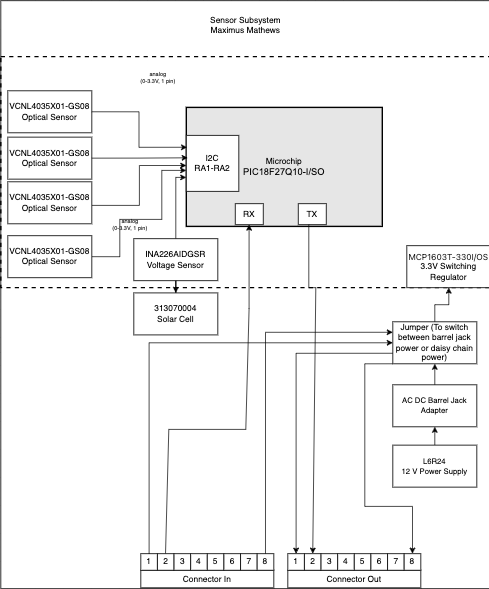 Sensor Subsystem
Maximus Mathews
analog
(0-3.3V, 1 pin)
VCNL4035X01-GS08
Optical Sensor
VCNL4035X01-GS08
Optical Sensor
VCNL4035X01-GS08
Optical Sensor
analog
(0-3.3V, 1 pin)
VCNL4035X01-GS08
Optical Sensor
I2C
RA1-RA2
Microchip
PIC18F27Q10-I/SO
RX
TX
INA226AIDGSR
Voltage Sensor
313070004
Solar Cell
MCP1603T-330I/OS
3.3V Switching
Regulator
Jumper (To switch
between barrel jack
power or daisy chain
power)
AC DC Barrel Jack
Adapter
L6R24
12 V Power Supply
1 2 3 4 5 6 7 8
Connector In
1 2 3 4 5 6 7 8
Connector Out